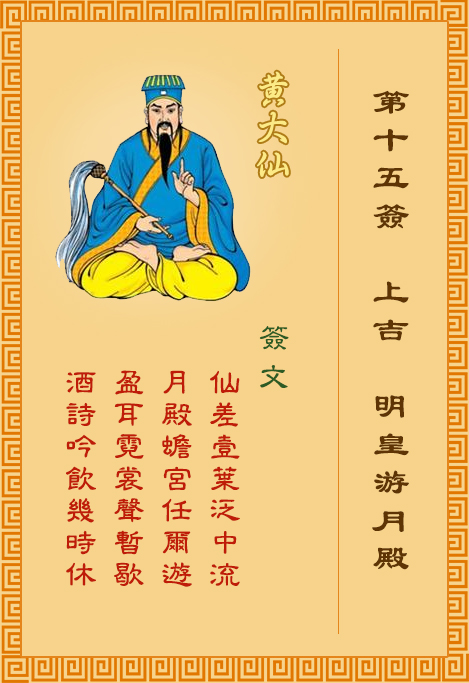 第十五簽 上吉 明皇游月殿
黄大仙
簽文
仙差壹葉泛中流
月殿蟾宮任爾遊
盈耳霓裳聲暫歇
酒詩吟飲幾時休